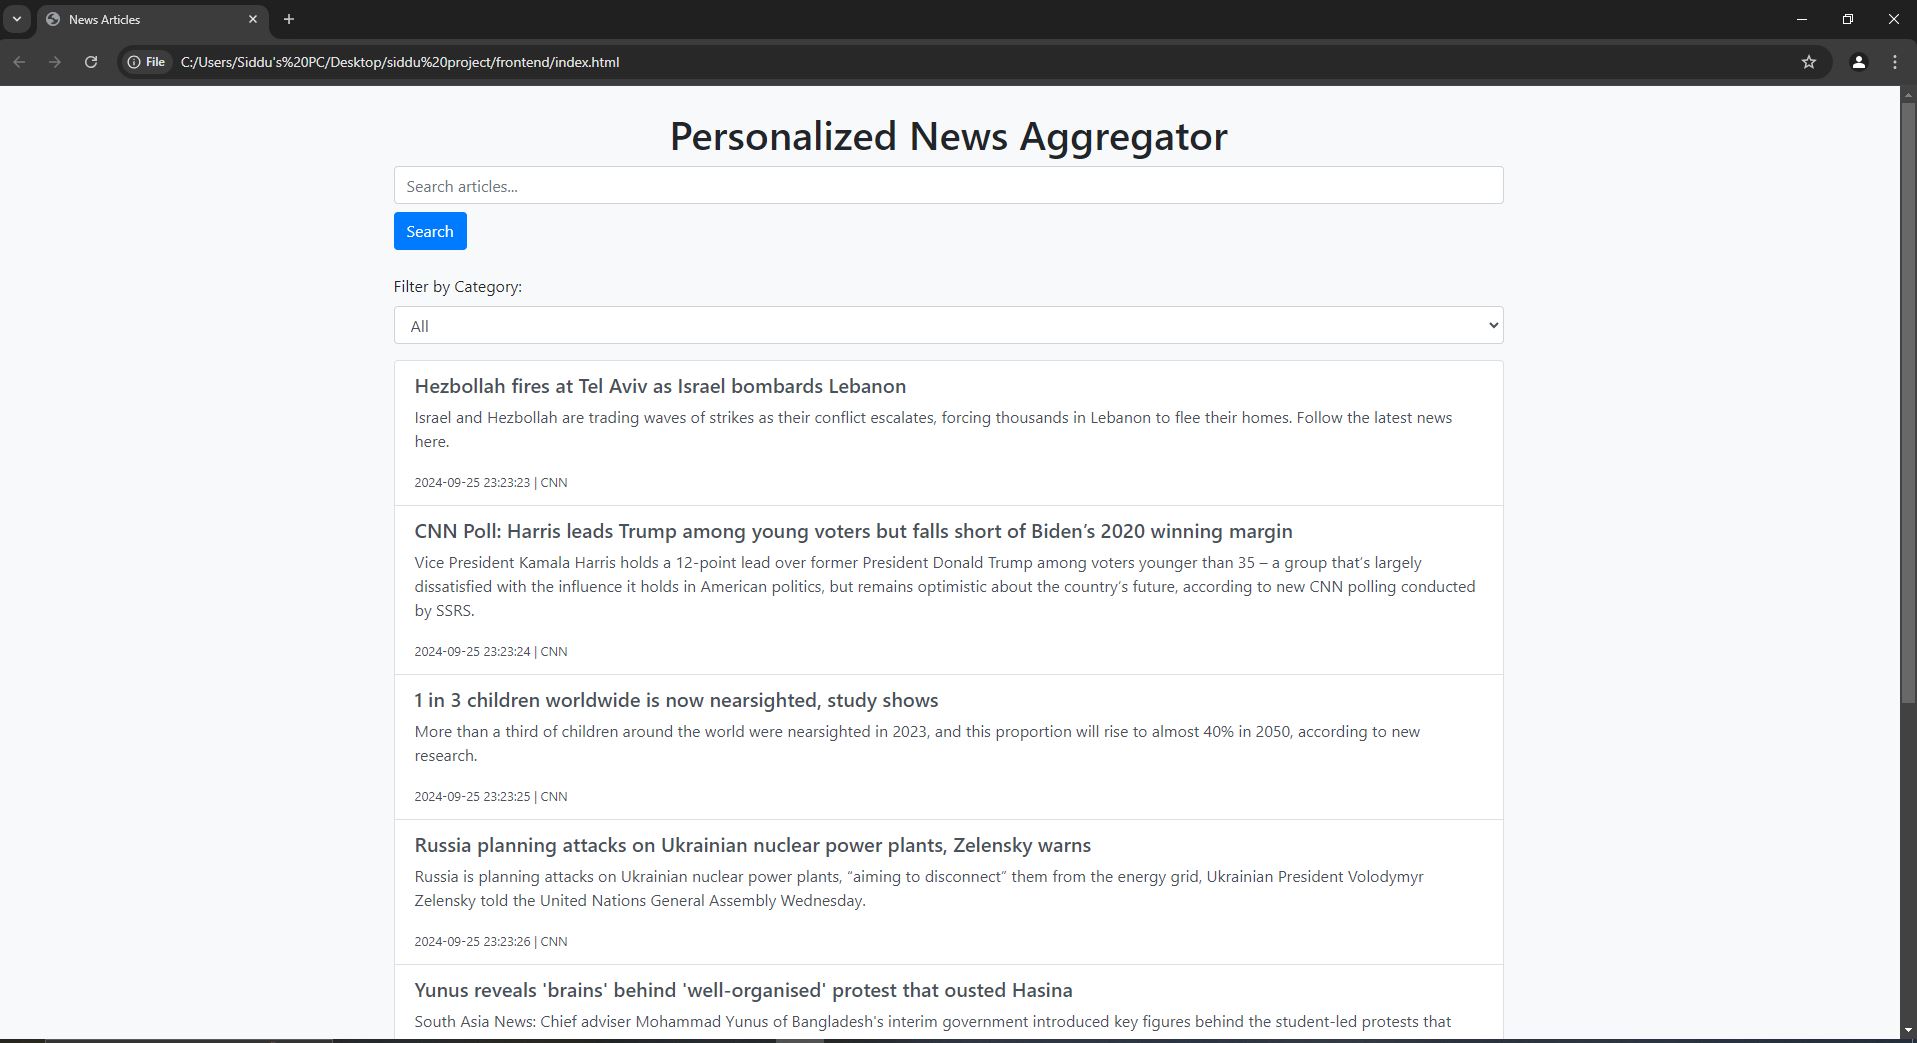 News Articles
File C:/Users/Siddu's%20PC/Desktop/siddu%20project/frontend/index.html
Personalized News Aggregator
Search articles...
Search
Filter by Category:
All
Hezbollah fires at Tel Aviv as Israel bombards Lebanon
Israel and Hezbollah are trading waves of strikes as their conflict escalates, forcing thousands in Lebanon to flee their homes. Follow the latest news
here.
2024-09-25 23:23:23 | CNN
CNN Poll: Harris leads Trump among young voters but falls short of Biden’s 2020 winning margin
Vice President Kamala Harris holds a 12-point lead over former President Donald Trump among voters younger than 35 – a group that’s largely
dissatisfied with the influence it holds in American politics, but remains optimistic about the country’s future, according to new CNN polling conducted
by SSRS.
2024-09-25 23:23:24 | CNN
1 in 3 children worldwide is now nearsighted, study shows
More than a third of children around the world were nearsighted in 2023, and this proportion will rise to almost 40% in 2050, according to new
research.
2024-09-25 23:23:25 | CNN
Russia planning attacks on Ukrainian nuclear power plants, Zelensky warns
Russia is planning attacks on Ukrainian nuclear power plants, “aiming to disconnect” them from the energy grid, Ukrainian President Volodymyr
Zelensky told the United Nations General Assembly Wednesday.
2024-09-25 23:23:26 | CNN
Yunus reveals 'brains' behind 'well-organised' protest that ousted Hasina
South Asia News: Chief adviser Mohammad Yunus of Bangladesh's interim government introduced key figures behind the student-led protests that